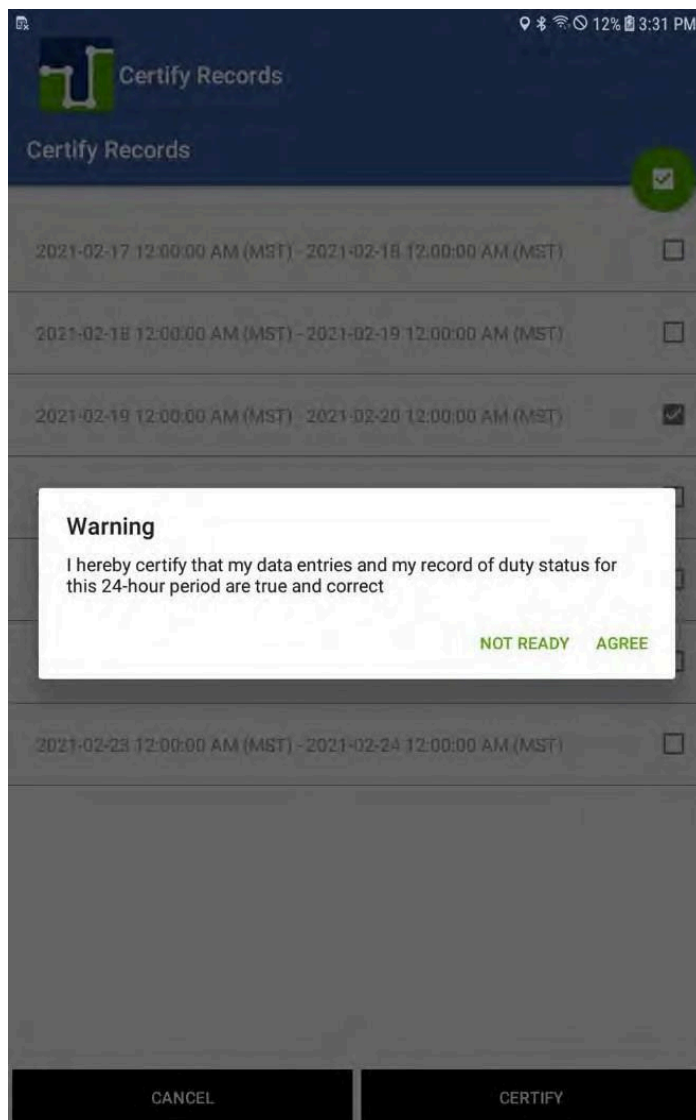 12% 3:31 PM
Certify Records
Certify Records
2021-02-17 12:00:00 AM (MST) - 2021-02-18 12:00:00 AM (MST)
2021-02-18 12:00:00 AM (MST) - 2021-02-19 12:00:00 AM (MST)
2021-02-19 12:00:00 AM (MST) - 2021-02-20 12:00:00 AM (MST)
Warning
I hereby certify that my data entries and my record of duty status for
this 24-hour period are true and correct
NOT READY AGREE
2021-02-23 12:00:00 AM (MST) - 2021-02-24 12:00:00 AM (MST)
CANCEL CERTIFY